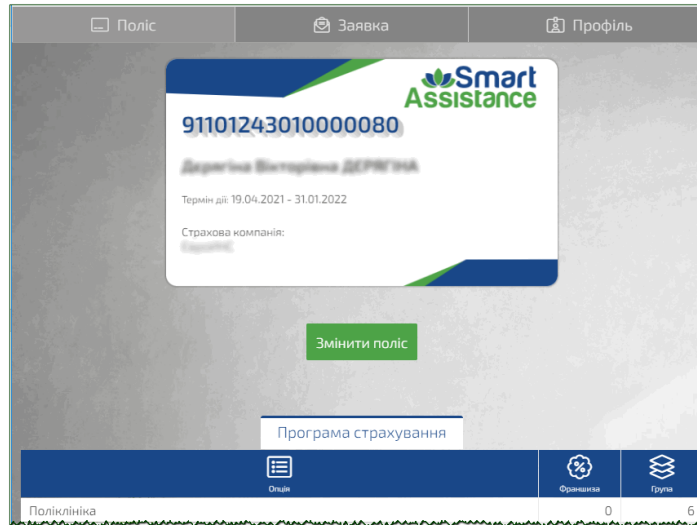 Поліс
Заявка
Профіль
Smart
Assistance
91101243010000080
Термін дії: 19.04.2021 - 31.01.2022
Страхова компанія:
Змінити поліс
Програма страхування
Опція
Франшиза
Група
Поліклініка 0 6